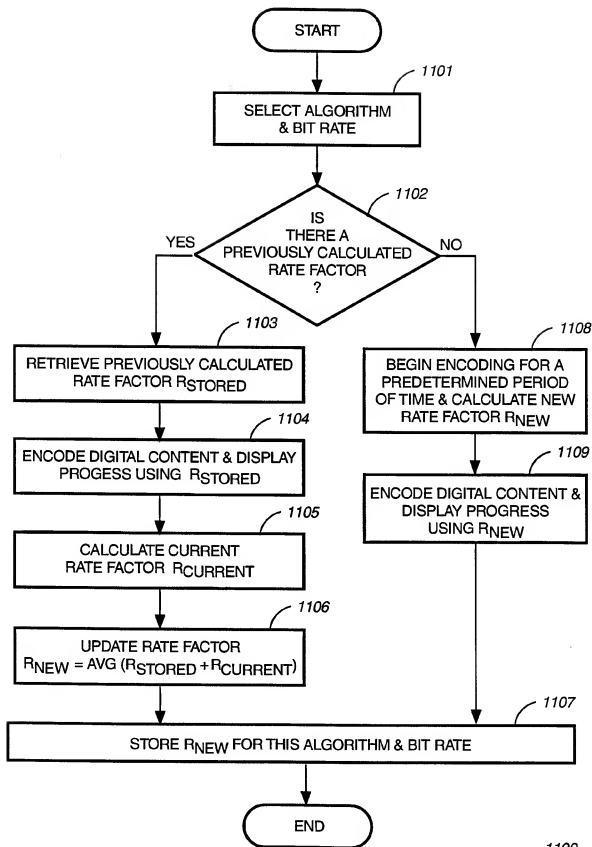 START
1101
SELECT ALGORITHM
& BIT RATE
1102
IS
THERE A
PREVIOUSLY CALCULATED
RATE FACTOR
?
YES
NO
1103
RETRIEVE PREVIOUSLY CALCULATED
RATE FACTOR RSTORED
1104
ENCODE DIGITAL CONTENT & DISPLAY
PROGESS USING RSTORED
1105
CALCULATE CURRENT
RATE FACTOR RCURRENT
1106
UPDATE RATE FACTOR
RNEW = AVG (RSTORED + RCURRENT)
1108
BEGIN ENCODING FOR A
PREDETERMINED PERIOD
OF TIME & CALCULATE NEW
RATE FACTOR RNEW
1109
ENCODE DIGITAL CONTENT &
DISPLAY PROGRESS
USING RNEW
1107
STORE RNEW FOR THIS ALGORITHM & BIT RATE
END